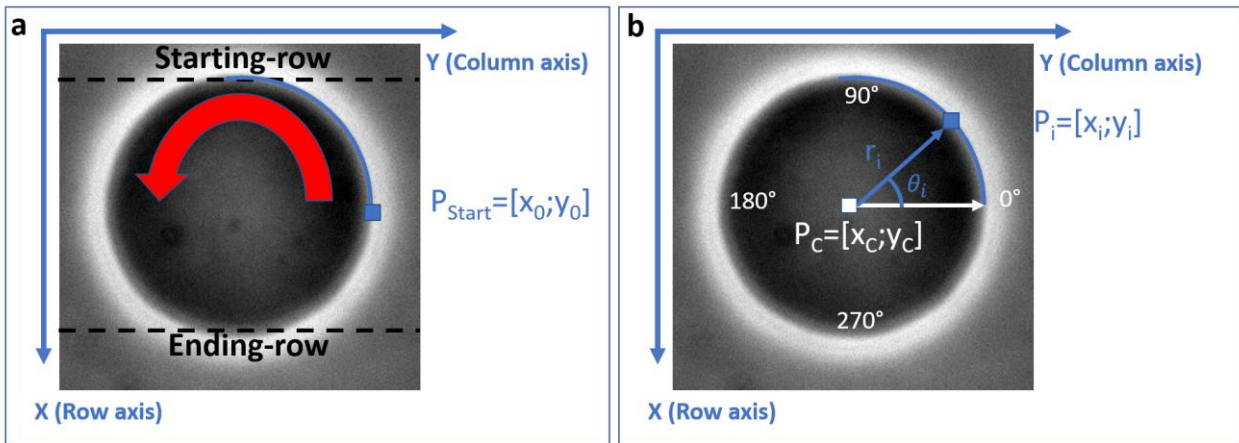 a
Starting-row
Y (Column axis)
P_Start=[x_0;y_0]
Ending-row
X (Row axis)
b
Y (Column axis)
90°
P_i=[x_i;y_i]
r_i
θ_i
180°
0°
P_C=[x_C;y_C]
270°
X (Row axis)